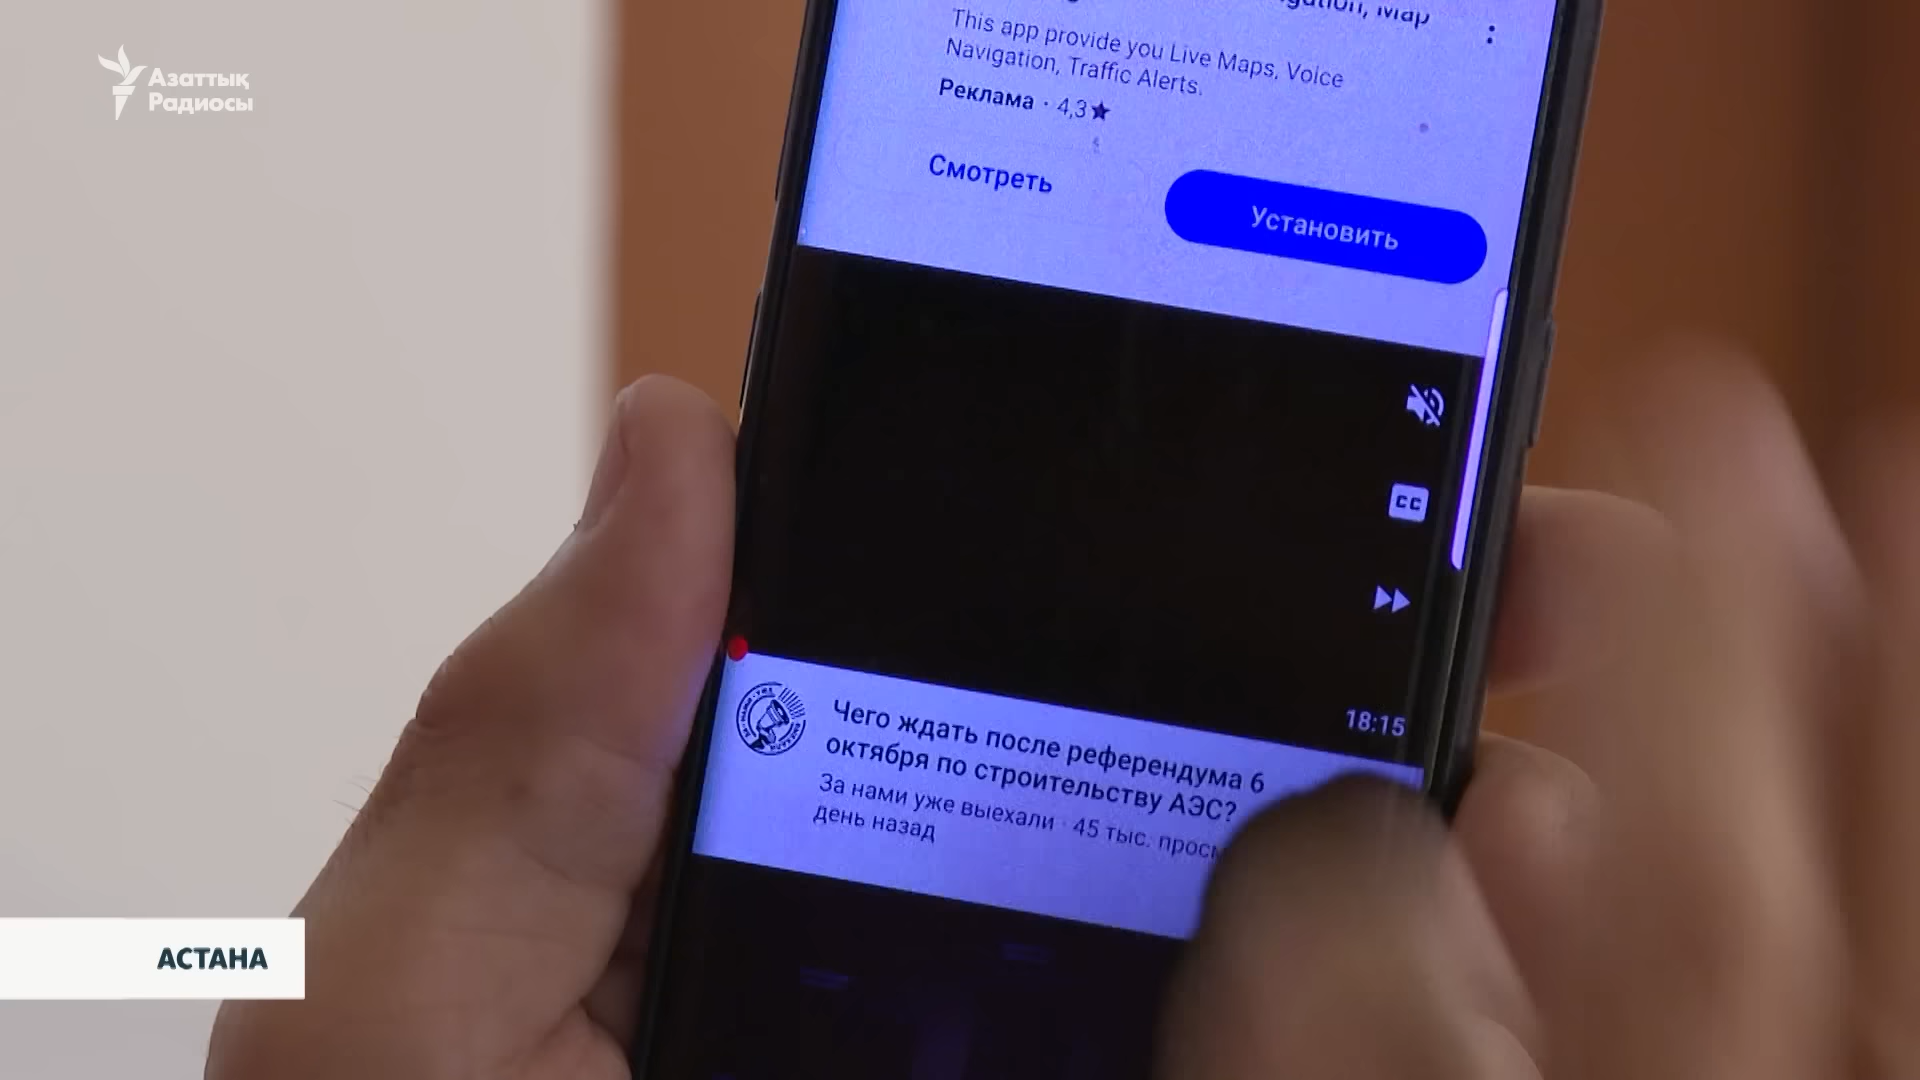 Азаттық
Радиосы
This app provide you Live Maps, Voice
Navigation, Traffic Alerts.
Реклама · 4,3★
Смотреть
Установить
CC
18:15
Чего ждать после референдума 6
октября по строительству АЭС?
За нами уже выехали · 45 тыс.
день назад
АСТАНА